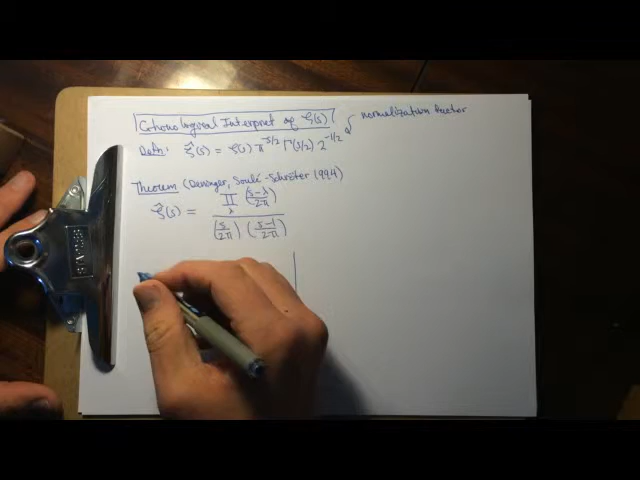 Cohomological Interpret of ζ(s)
normalization factor
Defn: ζ̂(s) = ζ(s) π^{-s/2} Γ(s/2) 2^{-1/2}
Theorem (Deninger, Soulé-Schröter 1994)
ζ̂(s) = ∏_λ ((s-λ)/2π) / (s/2π) ((s-1)/2π)